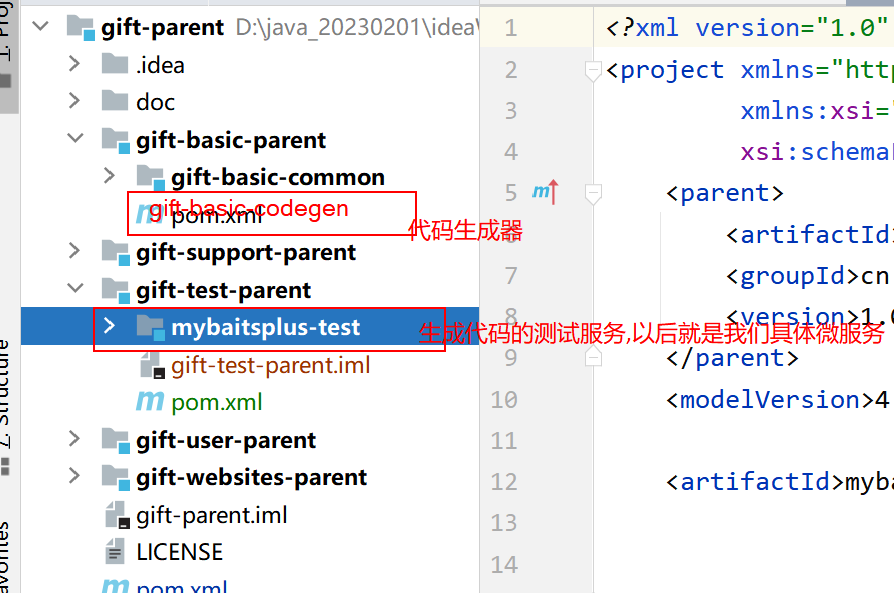 1: Proj
gift-parent D:\java_20230201\idea\
.idea
doc
gift-basic-parent
gift-basic-common
gift-basic-codegen
pom.xml
代码生成器
gift-support-parent
gift-test-parent
mybaitsplus-test
生成代码的测试服务,以后就是我们具体微服务
gift-test-parent.iml
pom.xml
gift-user-parent
gift-websites-parent
gift-parent.iml
LICENSE
pom.xml
7: Structure
avorites
1 <?xml version="1.0"
2 <project xmlns="http
3 xmlns:xsi="
4 xsi:schema
5 <parent>
<artifactId
7 <groupId>cn
8 <version>1.
9 </parent>
10 <modelVersion>4
11
12 <artifactId>myba
13
14